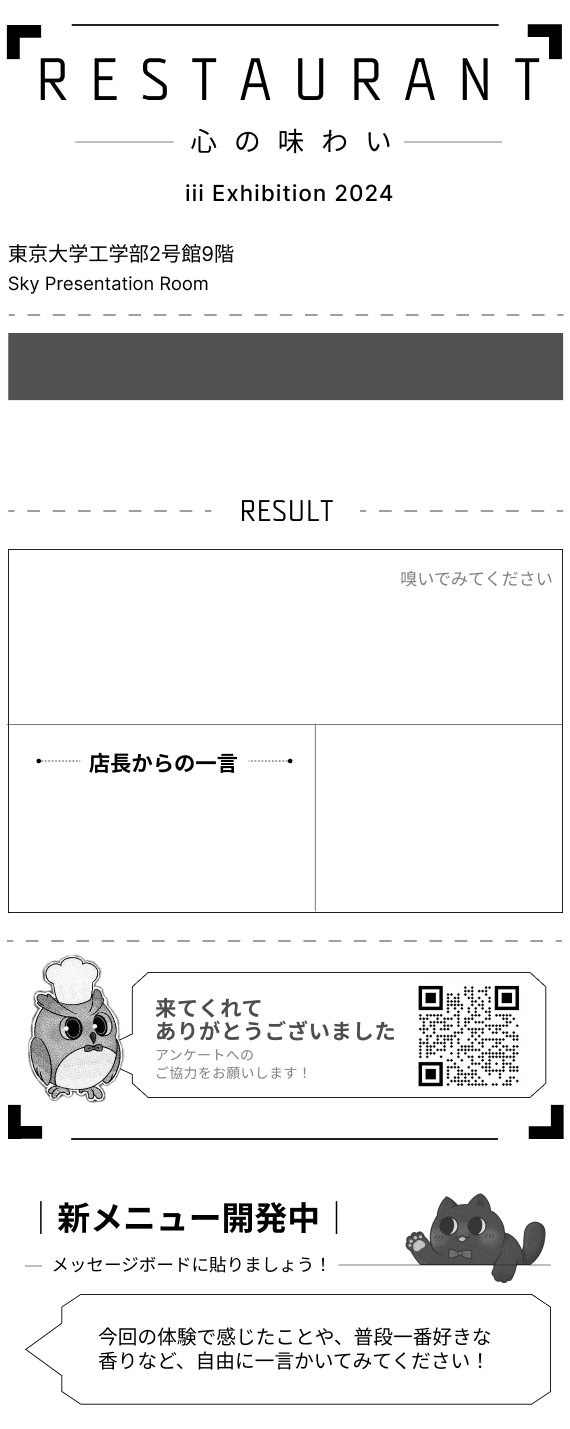 RESTAURANT
心の味わい
iii Exhibition 2024
東京大学工学部2号館9階
Sky Presentation Room
RESULT
嗅いでみてください
店長からの一言
来てくれて
ありがとうございました
アンケートへの
ご協力をお願いします！
新メニュー開発中
メッセージボードに貼りましょう！
今回の体験で感じたことや、普段一番好きな
香りなど、自由に一言かいてみてください！